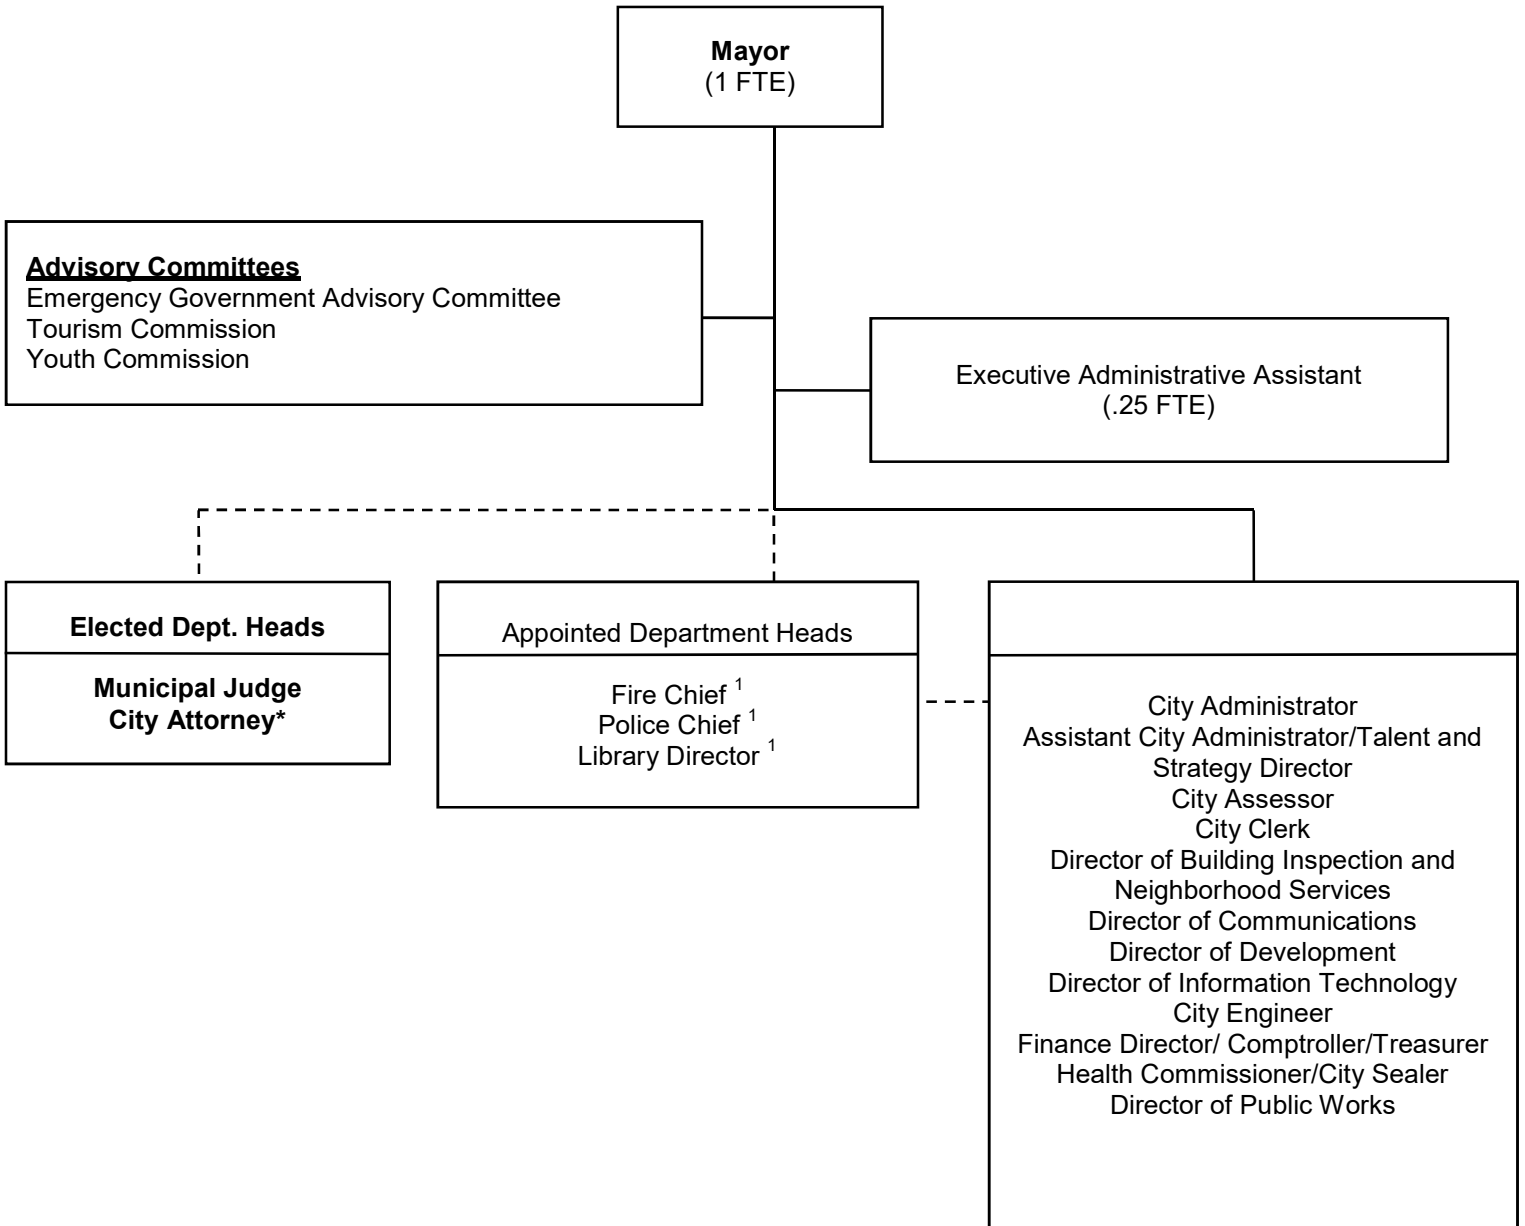 Mayor
(1 FTE)
Advisory Committees
Emergency Government Advisory Committee
Tourism Commission
Youth Commission
Executive Administrative Assistant
(.25 FTE)
Elected Dept. Heads
Municipal Judge
City Attorney*
Appointed Department Heads
Fire Chief 1
Police Chief 1
Library Director 1
City Administrator
Assistant City Administrator/Talent and
Strategy Director
City Assessor
City Clerk
Director of Building Inspection and
Neighborhood Services
Director of Communications
Director of Development
Director of Information Technology
City Engineer
Finance Director/ Comptroller/Treasurer
Health Commissioner/City Sealer
Director of Public Works